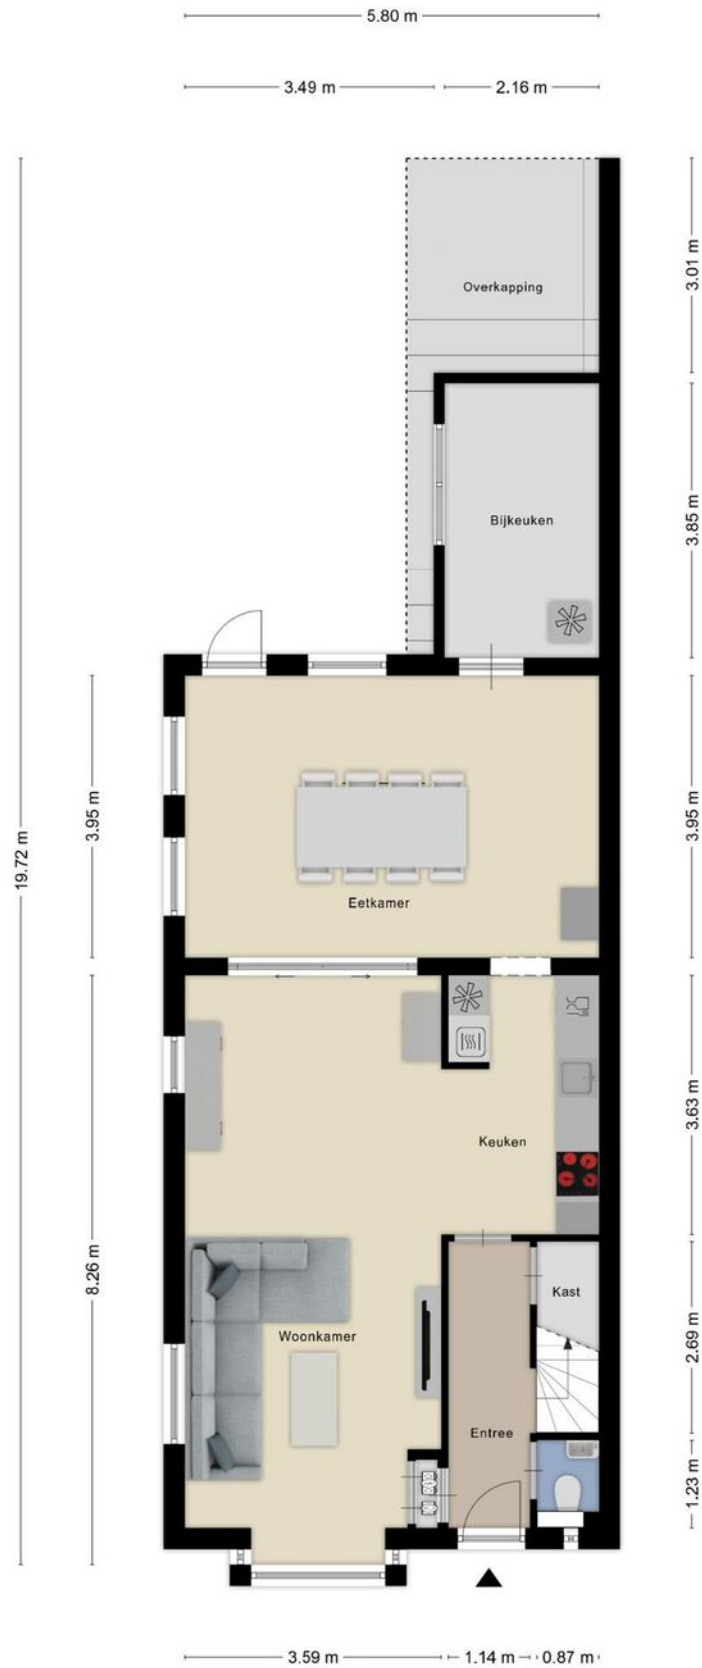 5.80 m
3.49 m
2.16 m
3.01 m
Overkapping
3.85 m
Bijkeuken
19.72 m
3.95 m
3.95 m
Eetkamer
3.63 m
Keuken
8.26 m
Kast
2.69 m
Woonkamer
Entree
1.23 m
3.59 m
1.14 m
0.87 m